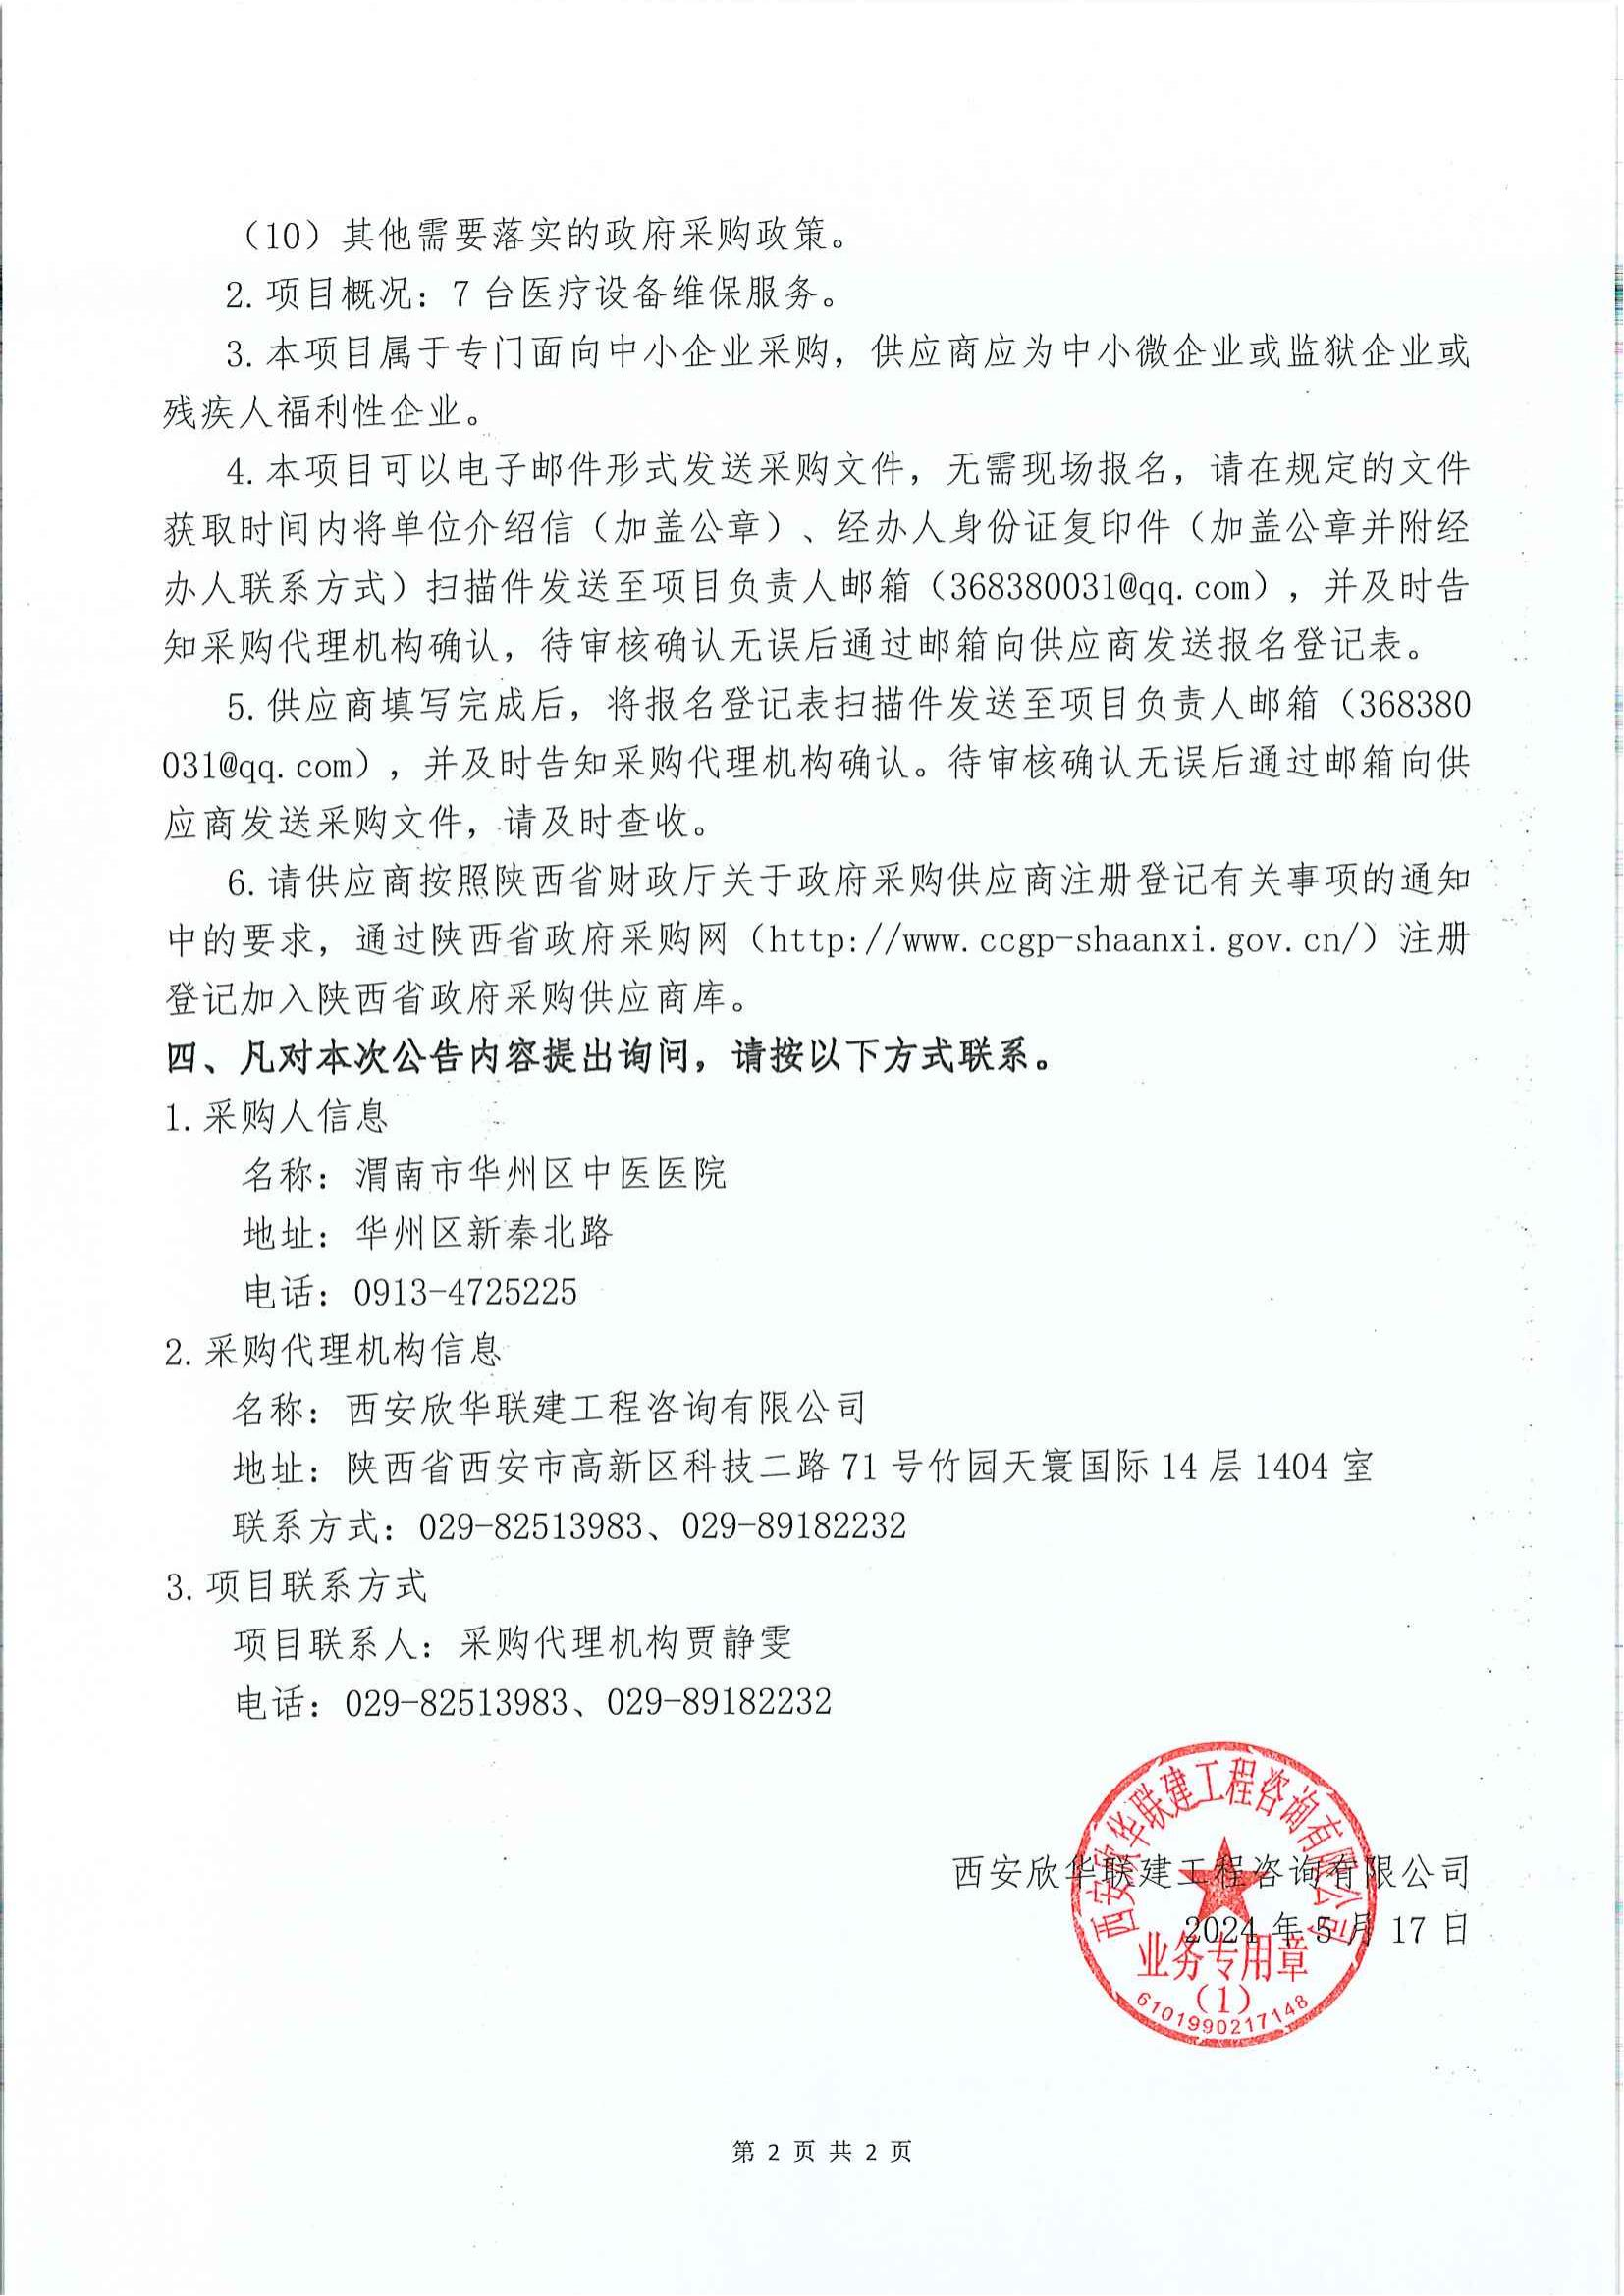 （10）其他需要落实的政府采购政策。
2.项目概况：7 台医疗设备维保服务。
3.本项目属于专门面向中小企业采购，供应商应为中小微企业或监狱企业或
残疾人福利性企业。
4.本项目可以电子邮件形式发送采购文件，无需现场报名，请在规定的文件
获取时间内将单位介绍信（加盖公章）、经办人身份证复印件（加盖公章并附经
办人联系方式）扫描件发送至项目负责人邮箱（368380031@qq.com），并及时告
知采购代理机构确认，待审核确认无误后通过邮箱向供应商发送报名登记表。
5.供应商填写完成后，将报名登记表扫描件发送至项目负责人邮箱（368380
031@qq.com），并及时告知采购代理机构确认。待审核确认无误后通过邮箱向供
应商发送采购文件，请及时查收。
6.请供应商按照陕西省财政厅关于政府采购供应商注册登记有关事项的通知
中的要求，通过陕西省政府采购网（http://www.ccgp-shaanxi.gov.cn/）注册
登记加入陕西省政府采购供应商库。
四、凡对本次公告内容提出询问，请按以下方式联系。
1.采购人信息
名称：渭南市华州区中医医院
地址：华州区新秦北路
电话：0913-4725225
2.采购代理机构信息
名称：西安欣华联建工程咨询有限公司
地址：陕西省西安市高新区科技二路 71 号竹园天寰国际 14 层 1404 室
联系方式：029-82513983、029-89182232
3.项目联系方式
项目联系人：采购代理机构贾静雯
电话：029-82513983、029-89182232
西安欣华联建工程咨询有限公司
2024 年 5 月 17 日
西安欣华联建工程咨询有限公司
业务专用章
（1）
6101990217148
第 2 页 共 2 页